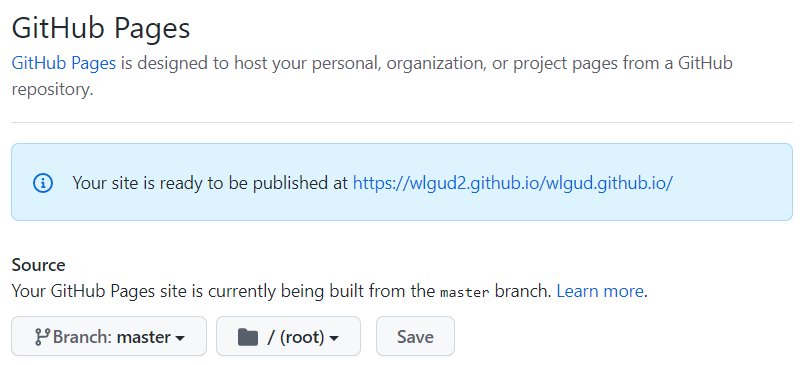 GitHub Pages
GitHub Pages is designed to host your personal, organization, or project pages from a GitHub
repository.
Your site is ready to be published at https://wlgud2.github.io/wlgud.github.io/
Source
Your GitHub Pages site is currently being built from the master branch. Learn more.
Branch: master / (root) Save